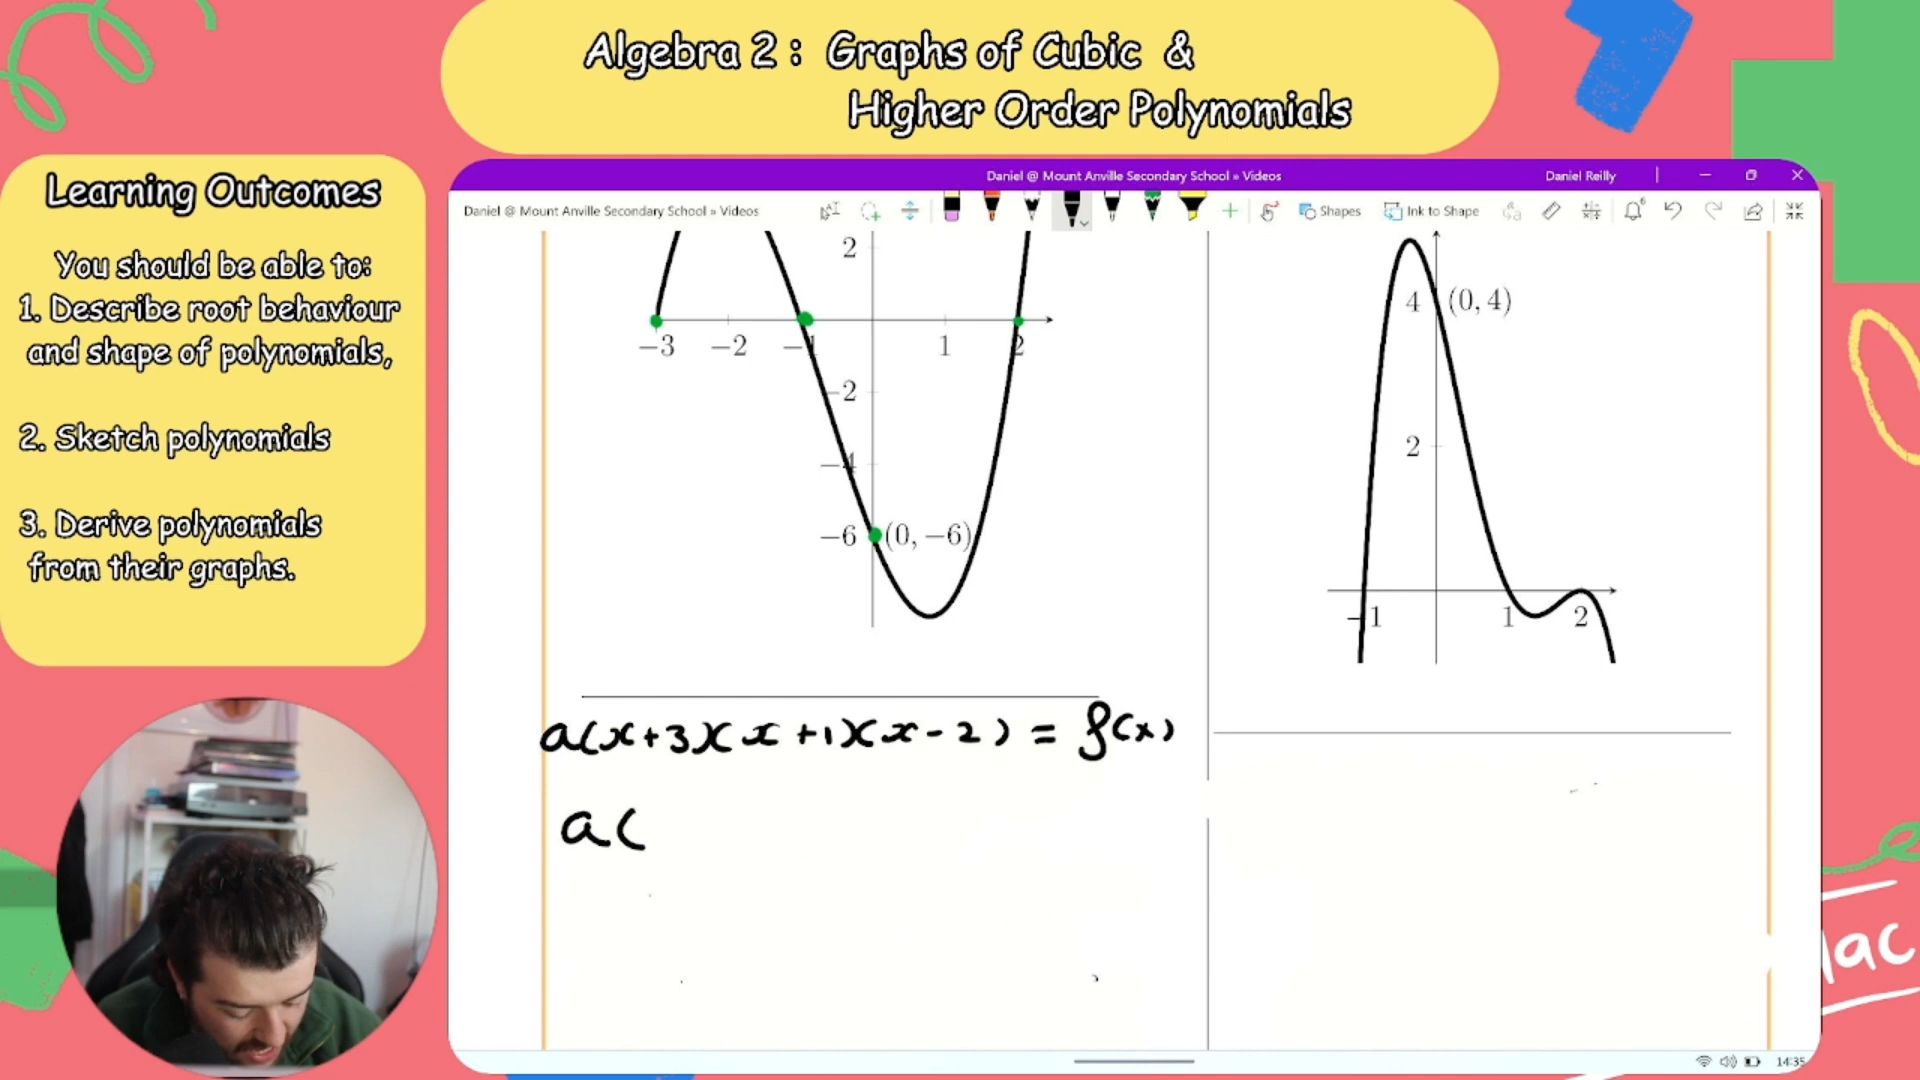 Algebra 2 : Graphs of Cubic &
Higher Order Polynomials
Learning Outcomes
You should be able to:
1. Describe root behaviour
and shape of polynomials,
2. Sketch polynomials
3. Derive polynomials
from their graphs.
Daniel @ Mount Anville Secondary School » Videos
Daniel Reilly
Daniel @ Mount Anville Secondary School » Videos
Shapes
Ink to Shape
6
2
−3 −2 −1 1 2
−2
−4
−6 (0, −6)
4 (0, 4)
2
−1 1 2
a(x+3)(x+1)(x-2) = f(x)
a(
lac
14:35